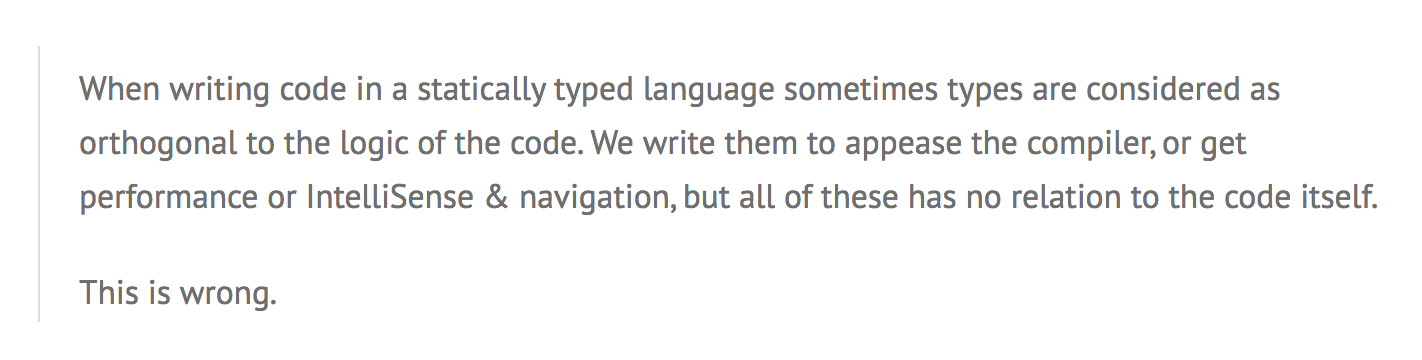 When writing code in a statically typed language sometimes types are considered as
orthogonal to the logic of the code. We write them to appease the compiler, or get
performance or IntelliSense & navigation, but all of these has no relation to the code itself.
This is wrong.